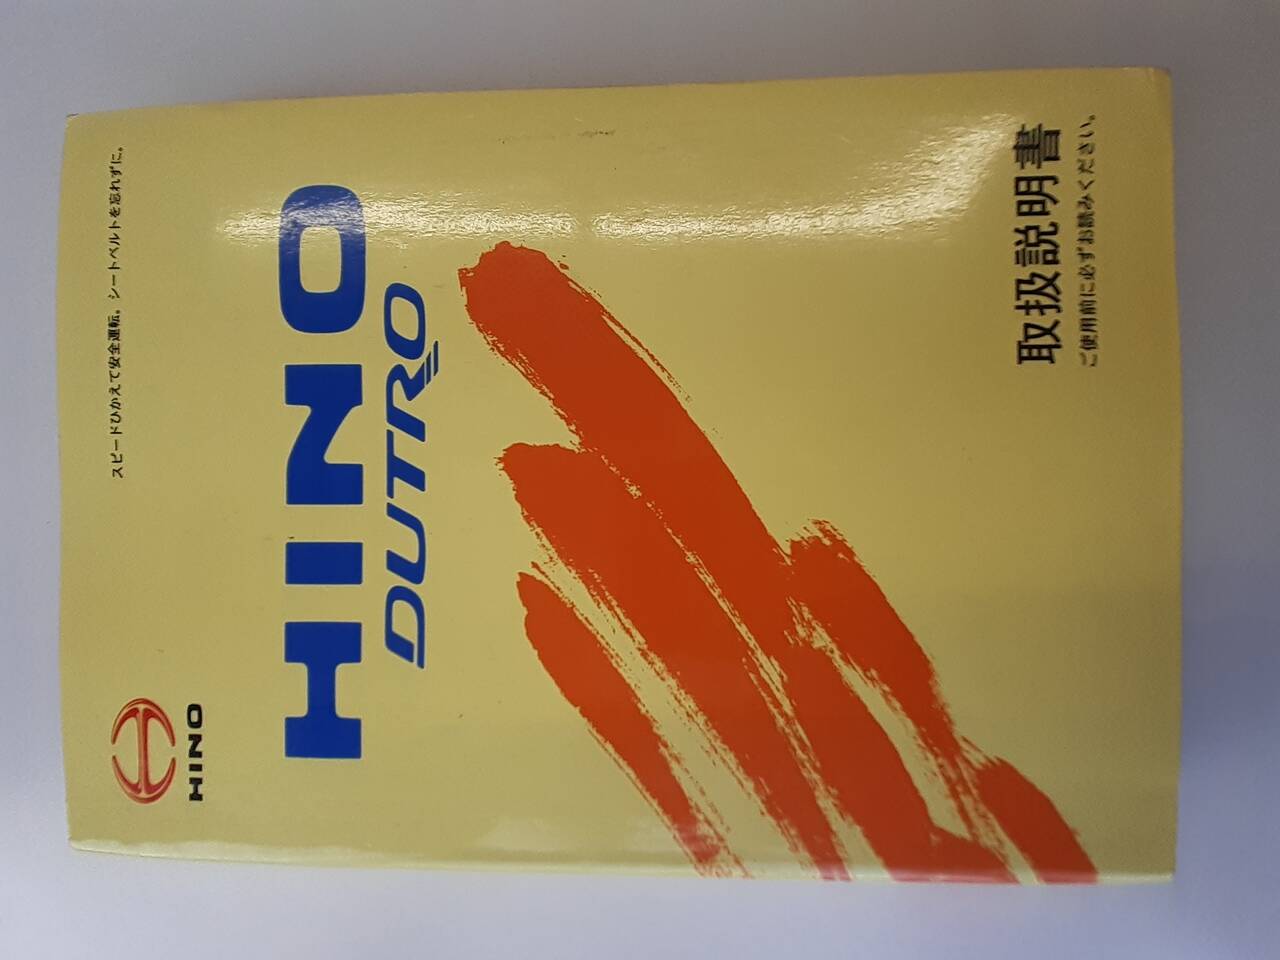 HINO
スピードひかえて安全運転。シートベルトを忘れずに。
HINO
DUTRO
取扱説明書
ご使用前に必ずお読みください。